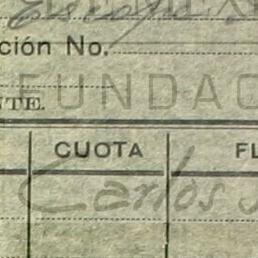 ción No.
FUNDAC
NTE.
CUOTA FL
Carlos